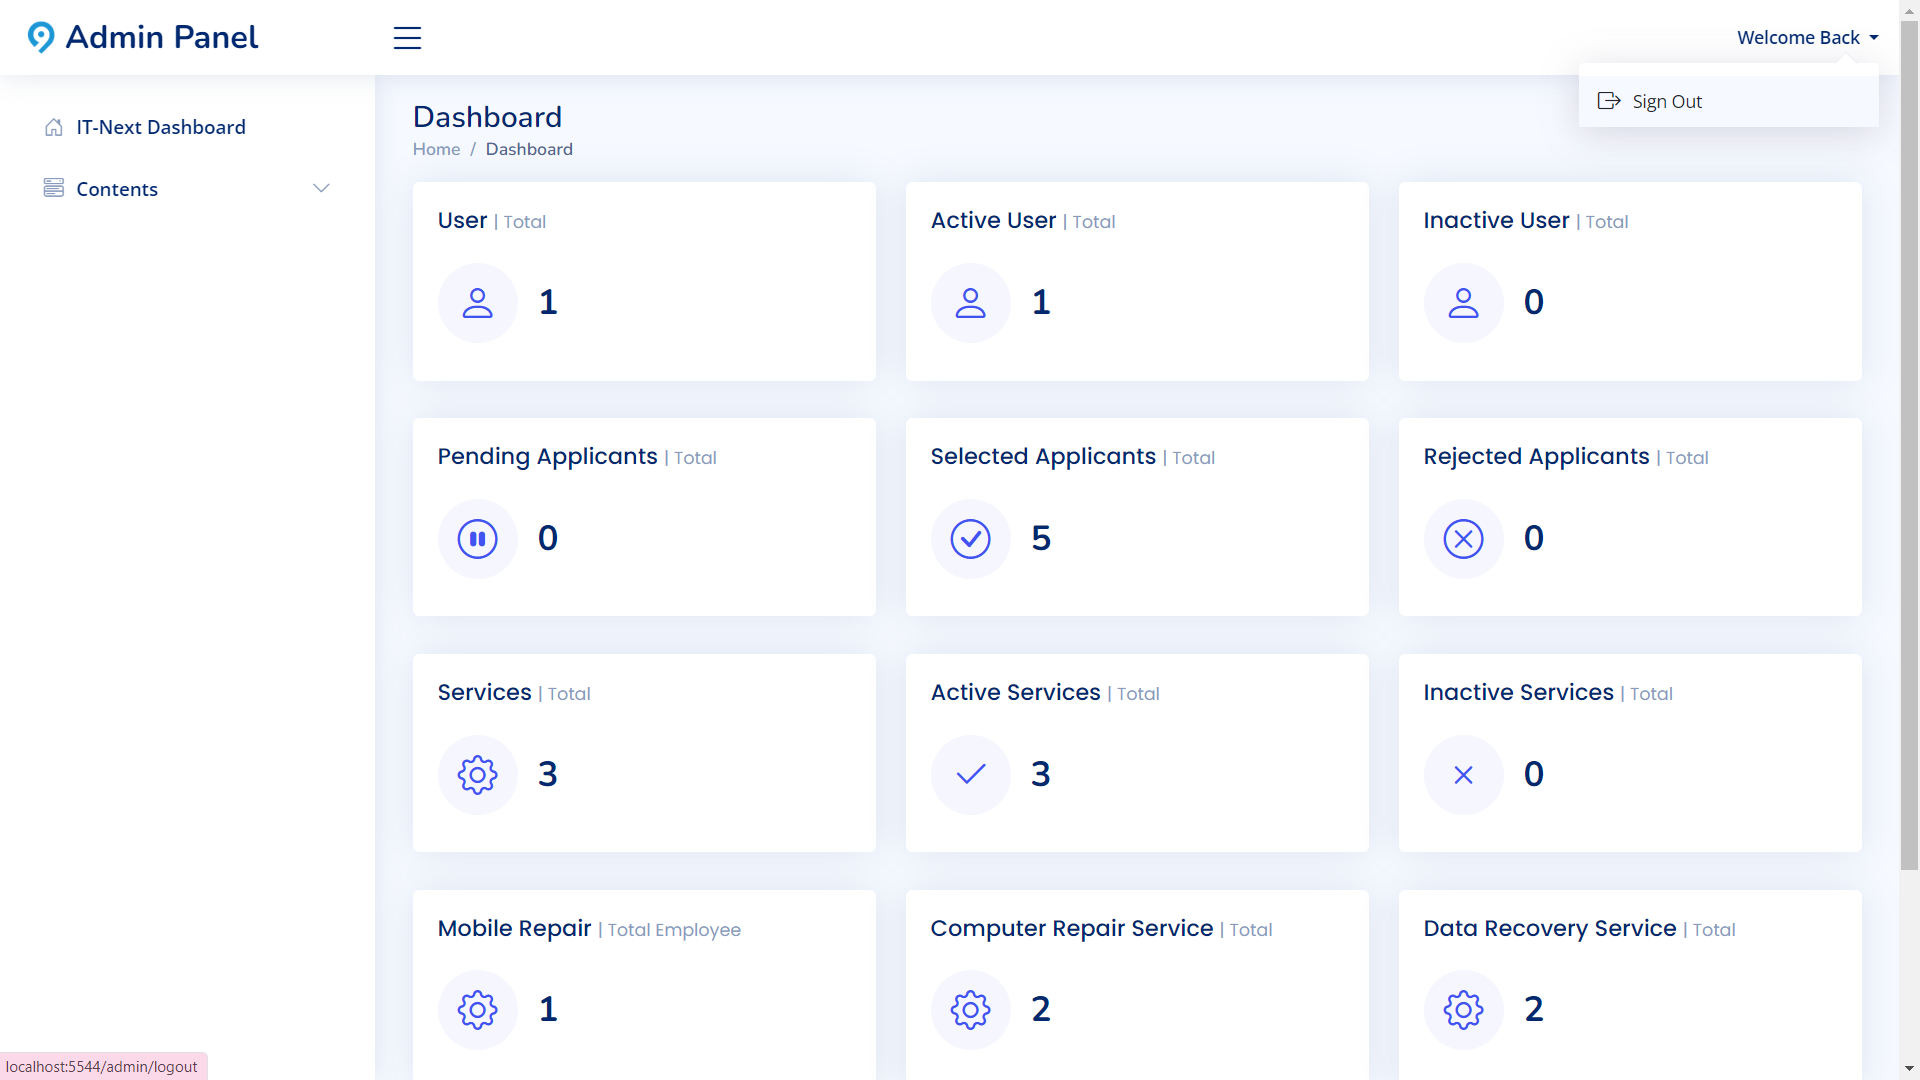 Admin Panel
Welcome Back
Sign Out
IT-Next Dashboard
Contents
Dashboard
Home / Dashboard
User | Total
1
Active User | Total
1
Inactive User | Total
0
Pending Applicants | Total
0
Selected Applicants | Total
5
Rejected Applicants | Total
0
Services | Total
3
Active Services | Total
3
Inactive Services | Total
0
Mobile Repair | Total Employee
1
Computer Repair Service | Total
2
Data Recovery Service | Total
2
localhost:5544/admin/logout